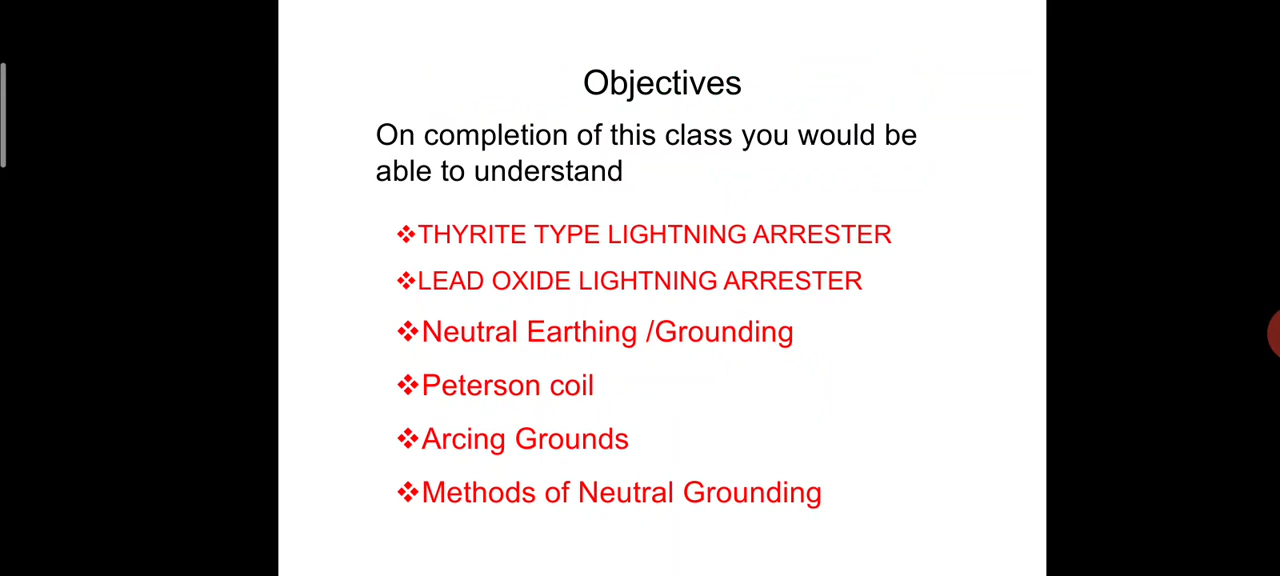 Objectives
On completion of this class you would be
able to understand
❖THYRITE TYPE LIGHTNING ARRESTER
❖LEAD OXIDE LIGHTNING ARRESTER
❖Neutral Earthing /Grounding
❖Peterson coil
❖Arcing Grounds
❖Methods of Neutral Grounding